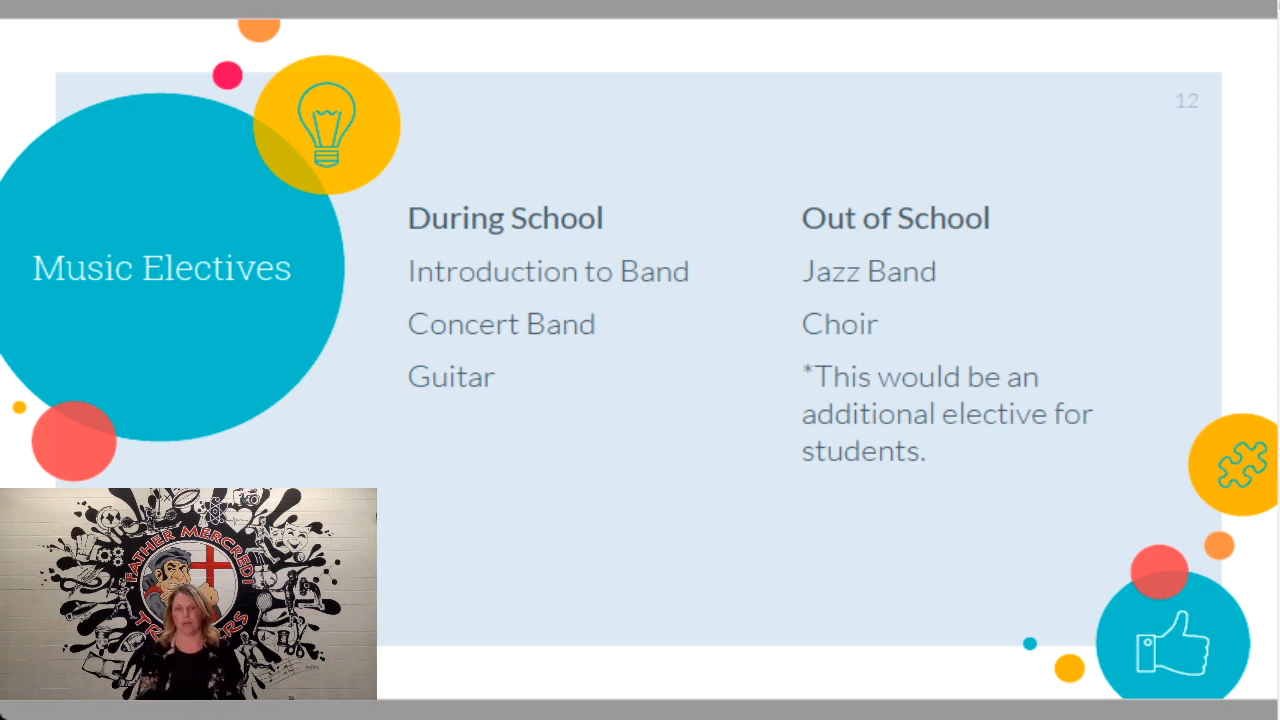 12
Music Electives
During School
Introduction to Band
Concert Band
Guitar
Out of School
Jazz Band
Choir
*This would be an
additional elective for
students.
FATHER MERCREDI